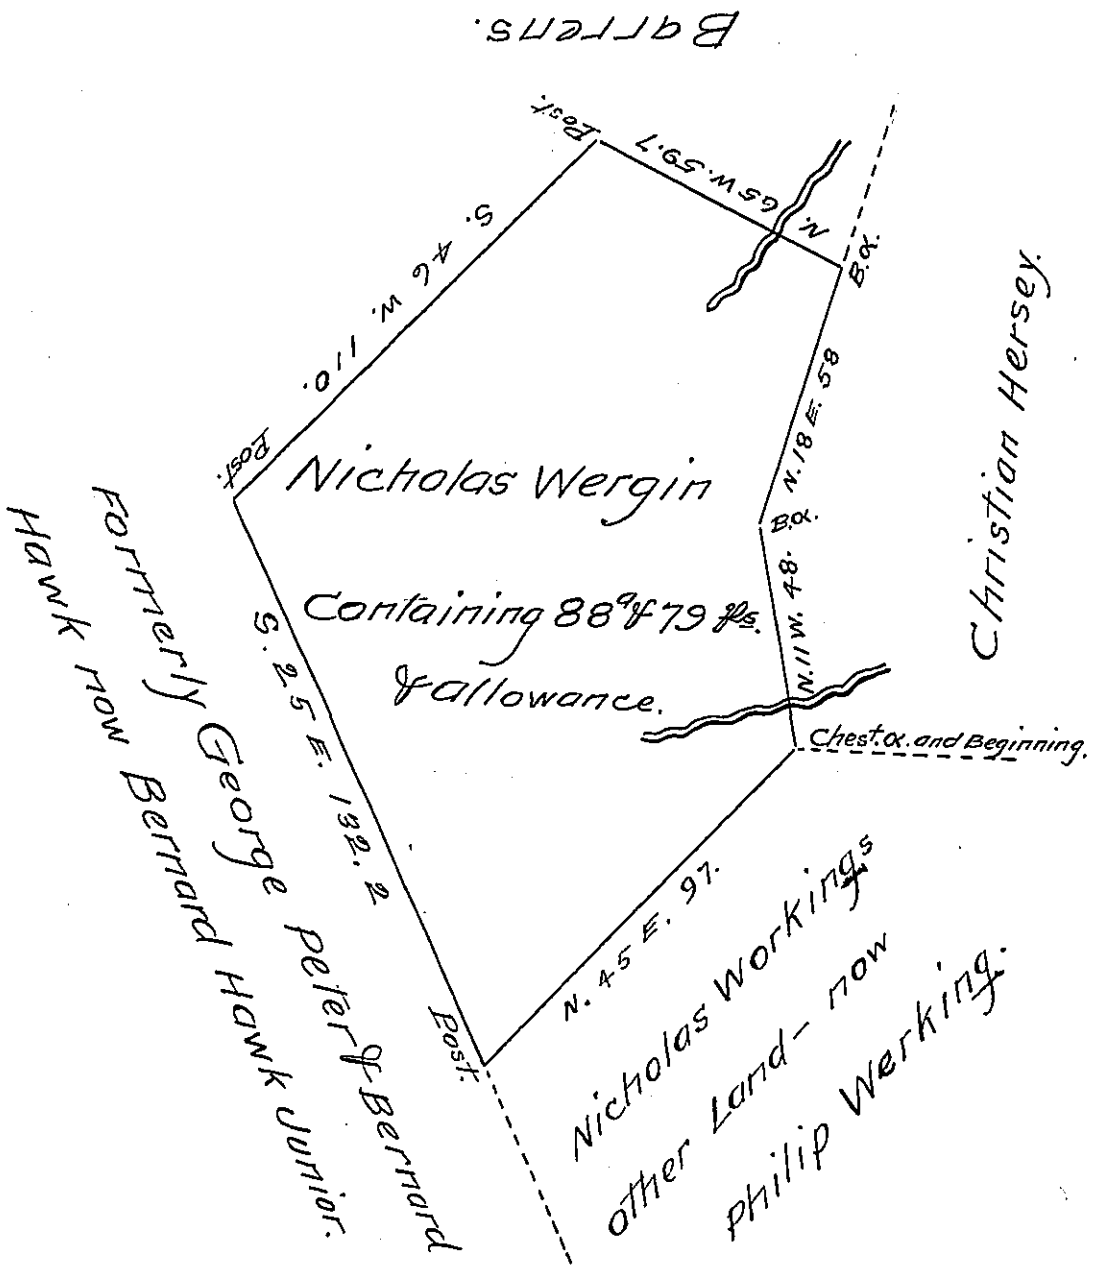 Barrens.
Post.
N. 65 W. 59.7
B.O.
S. 46 W. 110.
N. 18 E. 58
Christian Hersey.
Post.
Nicholas Wergin
B.O.
Containing 88 a & 79 ps.
& allowance.
N. 11 W. 48.
Chest. O. and Beginning.
S. 25 E. 132.2
Formerly George Peter & Bernard
Hawk now Bernard Hawk Junior.
N. 45 E. 97.
Post.
Nicholas Workings
other Land - now
Philip Werking.